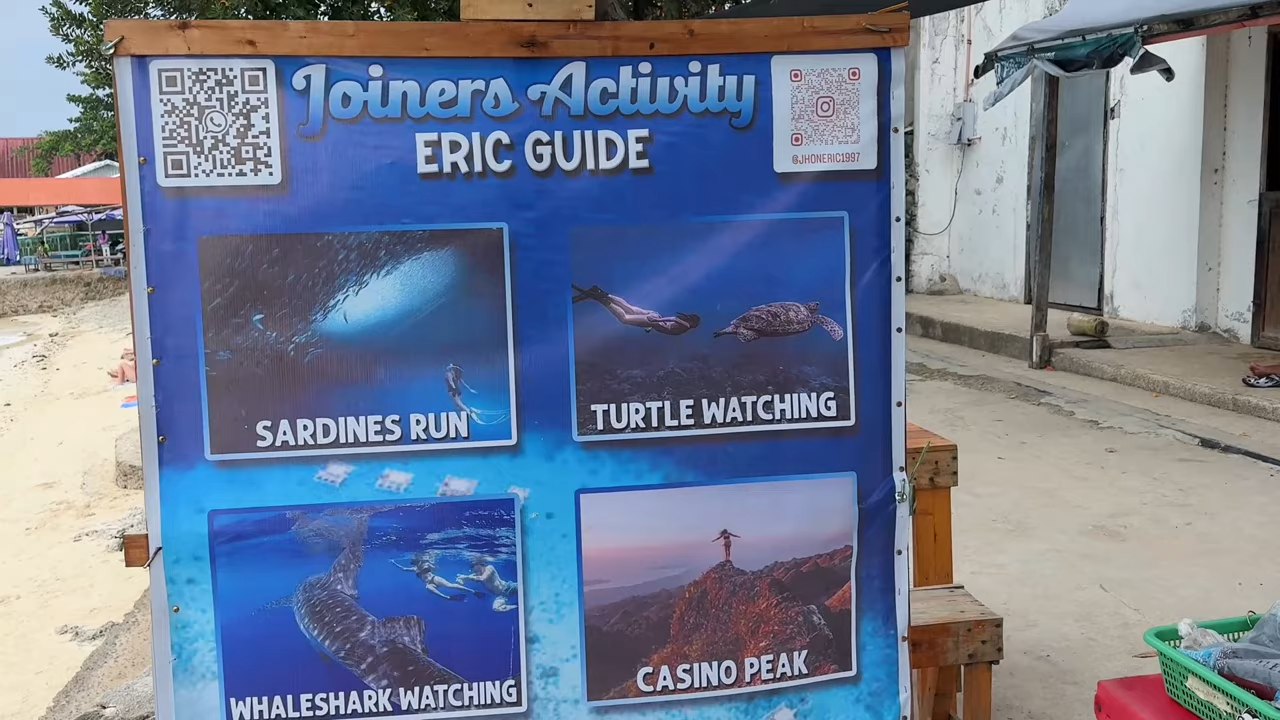 Joiners Activity
ERIC GUIDE
@JHONERIC1997
SARDINES RUN
TURTLE WATCHING
WHALESHARK WATCHING
CASINO PEAK